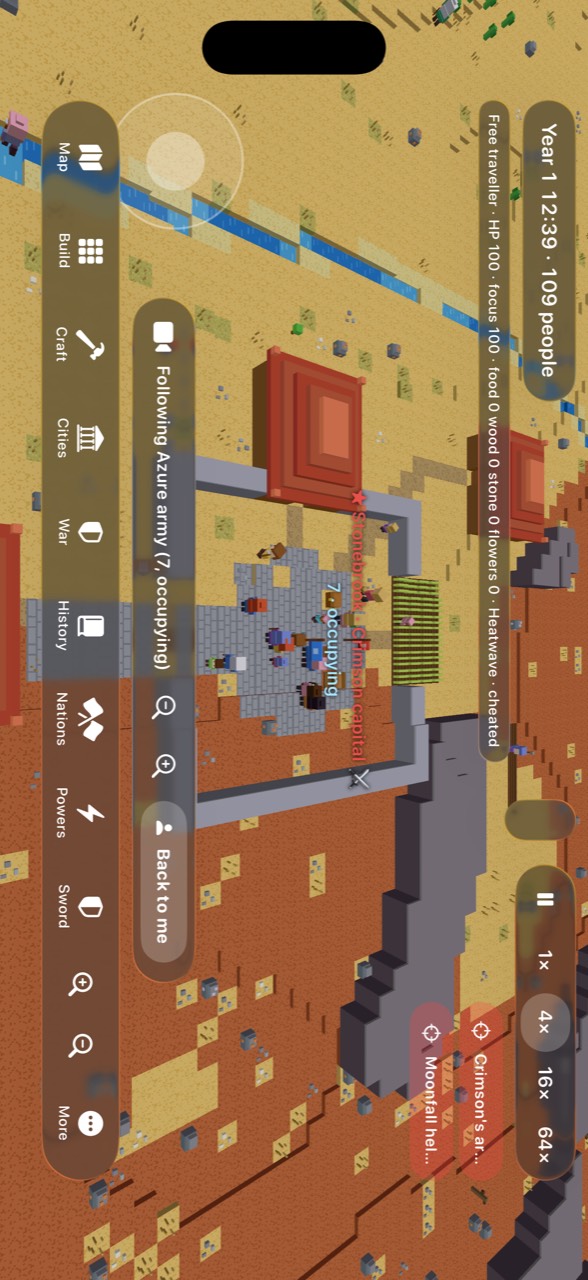 Year 1 12:39 · 109 people
1×
4×
16×
64×
Free traveller · HP 100 · focus 100 · food 0 wood 0 stone 0 flowers 0 · Heatwave · cheated
Crimson's ar...
Moonfall hel...
Crimson capital
7 occupying
Following Azure army (7, occupying)
Back to me
Map
Build
Craft
Cities
War
History
Nations
Powers
Sword
More